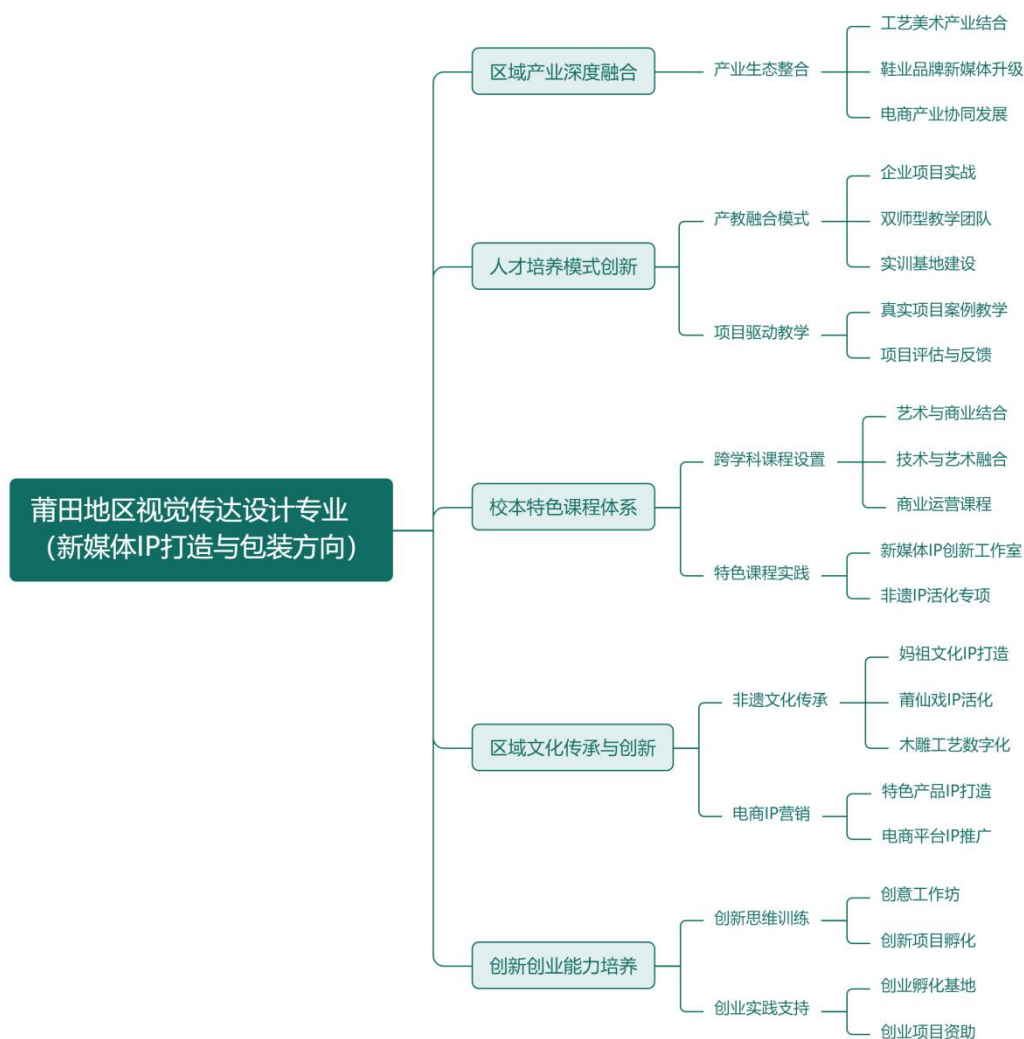 莆田地区视觉传达设计专业
（新媒体IP打造与包装方向）
区域产业深度融合
产业生态整合
工艺美术产业结合
鞋业品牌新媒体升级
电商产业协同发展
人才培养模式创新
产教融合模式
企业项目实战
双师型教学团队
实训基地建设
项目驱动教学
真实项目案例教学
项目评估与反馈
校本特色课程体系
跨学科课程设置
艺术与商业结合
技术与艺术融合
商业运营课程
特色课程实践
新媒体IP创新工作室
非遗IP活化专项
区域文化传承与创新
非遗文化传承
妈祖文化IP打造
莆仙戏IP活化
木雕工艺数字化
电商IP营销
特色产品IP打造
电商平台IP推广
创新创业能力培养
创新思维训练
创意工作坊
创新项目孵化
创业实践支持
创业孵化基地
创业项目资助